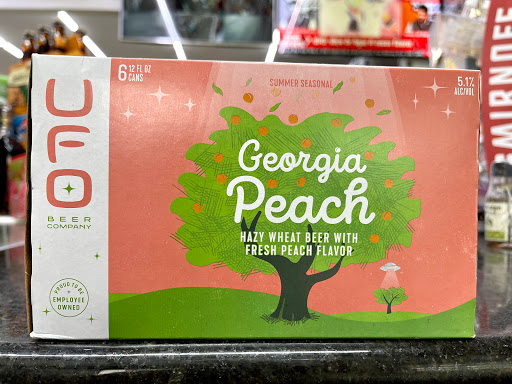 UFO
BEER
COMPANY
PROUD TO BE
EMPLOYEE
OWNED
6 12 FL OZ
CANS
SUMMER SEASONAL
5.1%
ALC/VOL
Georgia
Peach
HAZY WHEAT BEER WITH
FRESH PEACH FLAVOR
SMIRNOFF